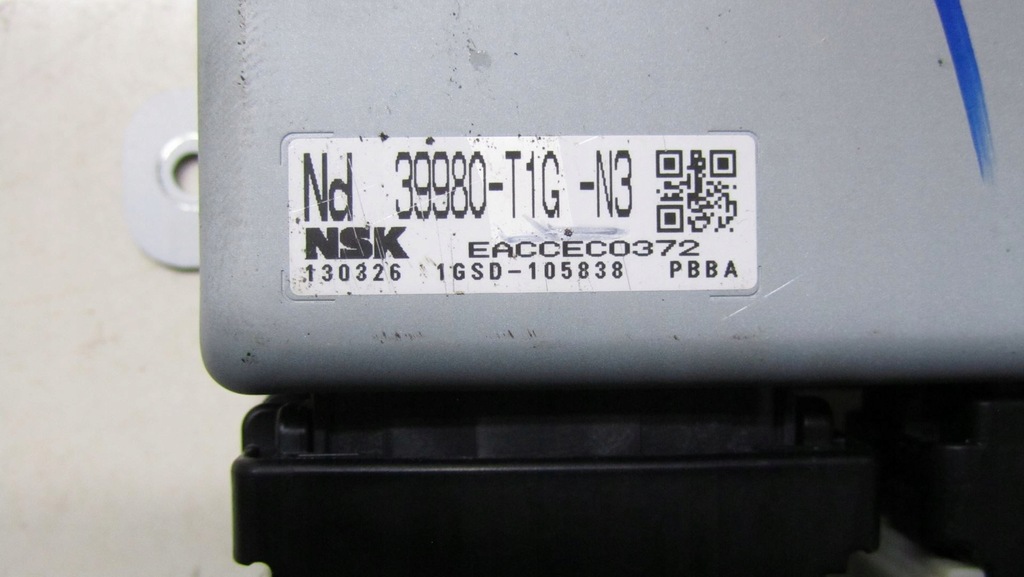 Nd 39980-T1G -N3
NSK EACCEC0372
130326 1GSD-105838 PBBA